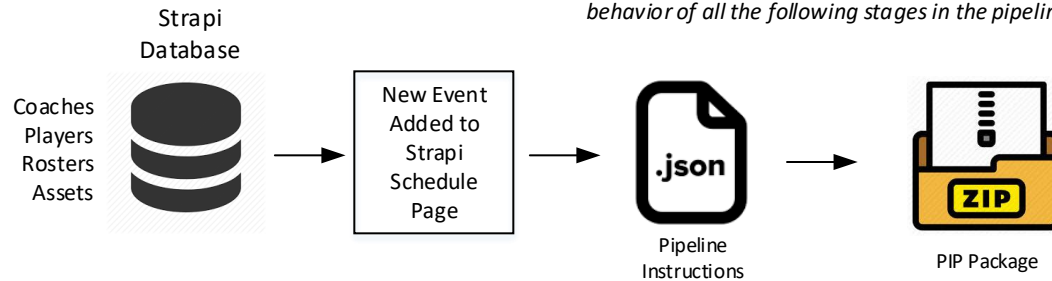 Strapi
Database
behavior of all the following stages in the pipelin
Coaches
Players
Rosters
Assets
New Event
Added to
Strapi
Schedule
Page
.json
Pipeline
Instructions
ZIP
PIP Package